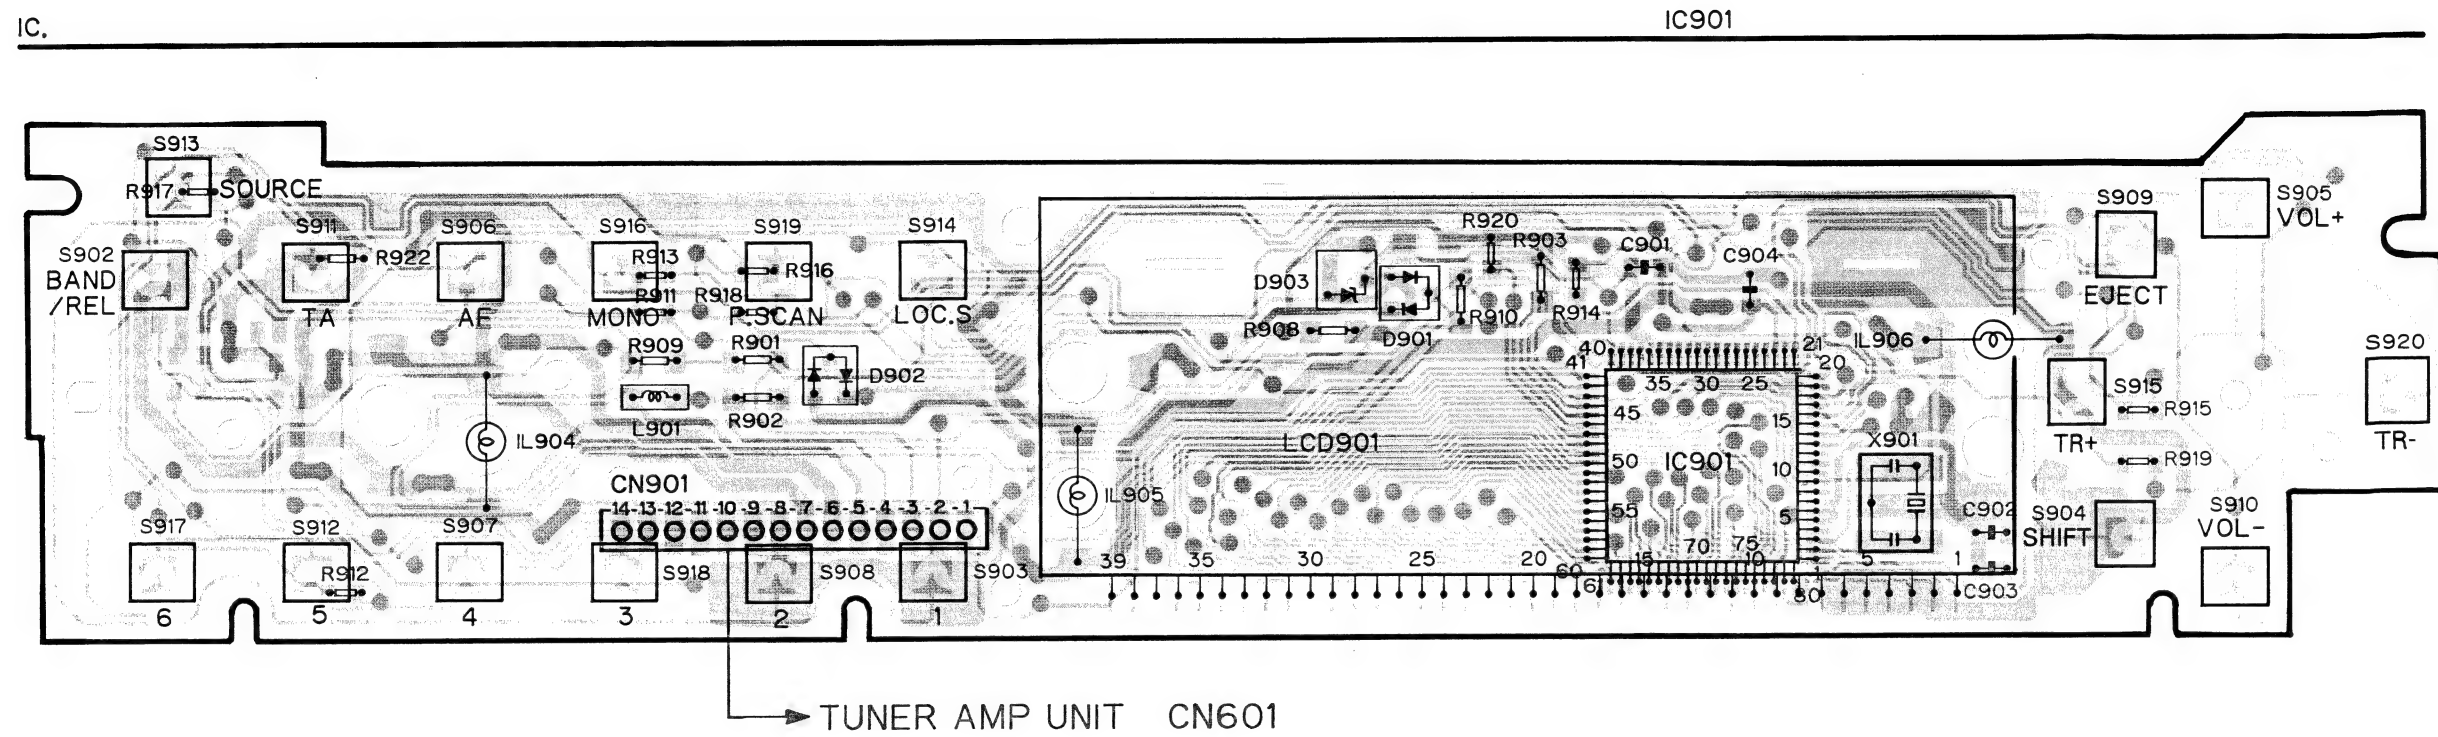 IC.
IC901
S913
R917
SOURCE
S902
BAND
/REL
S911
R922
TA
S906
AF
S916
R913
R911
MONO
S919
R916
R918
P.SCAN
S914
LOC.S
R909
R901
D902
L901
R902
IL904
CN901
14 -13 -12 -11 -10 -9 -8 -7 -6 -5 -4 -3 -2 -1
S917
6
S912
R912
5
S907
4
S918
3
S908
2
S903
1
D903
R908
D901
R920
R903
R910
R914
C901
C904
IL906
40
41
21
20
35
30
25
45
15
50
IC901
10
55
5
60
61
15
70
75
10
80
LCD901
IL905
39
35
30
25
20
5
1
X901
C902
C903
S909
EJECT
S905
VOL+
S920
TR-
S915
R915
TR+
R919
S904
SHIFT
S910
VOL-
TUNER AMP UNIT CN601